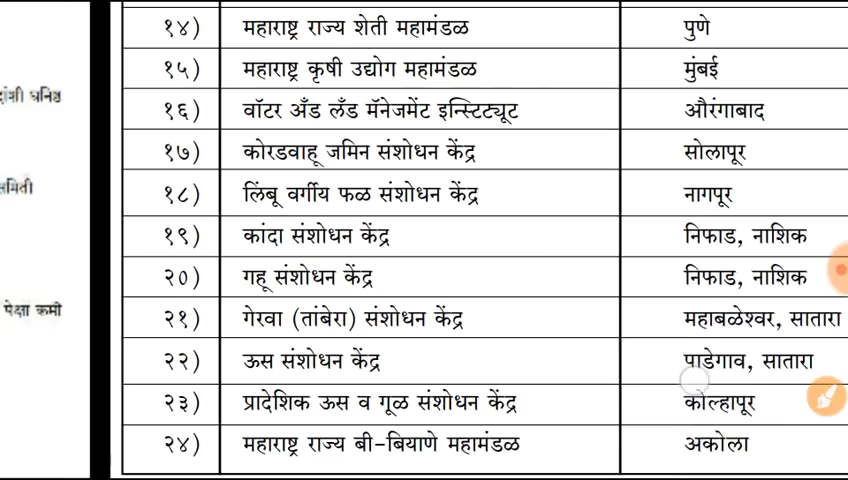 १४) महाराष्ट्र राज्य शेती महामंडळ पुणे
१५) महाराष्ट्र कृषी उद्योग महामंडळ मुंबई
दांशी घनिष्ठ
१६) वॉटर अँड लँड मॅनेजमेंट इन्स्टिट्यूट औरंगाबाद
१७) कोरडवाहू जमिन संशोधन केंद्र सोलापूर
समिती
१८) लिंबू वर्गीय फळ संशोधन केंद्र नागपूर
१९) कांदा संशोधन केंद्र निफाड, नाशिक
२०) गहू संशोधन केंद्र निफाड, नाशिक
पेक्षा कमी
२१) गेरवा (तांबेरा) संशोधन केंद्र महाबळेश्वर, सातारा
२२) ऊस संशोधन केंद्र पाडेगाव, सातारा
२३) प्रादेशिक ऊस व गूळ संशोधन केंद्र कोल्हापूर
२४) महाराष्ट्र राज्य बी-बियाणे महामंडळ अकोला